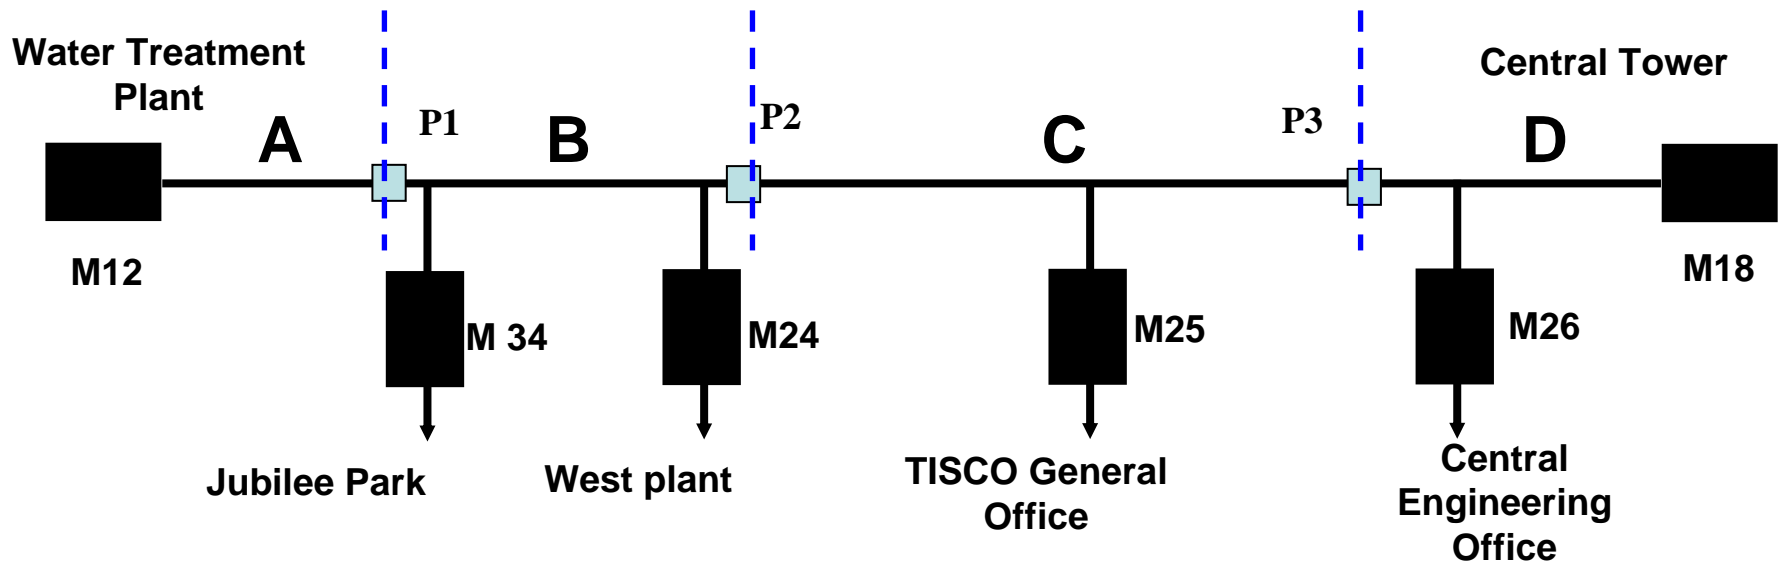 Water Treatment
Plant
Central Tower
A
P1
B
P2
C
P3
D
M12
M18
M 34
M24
M25
M26
Jubilee Park
West plant
TISCO General
Office
Central
Engineering
Office